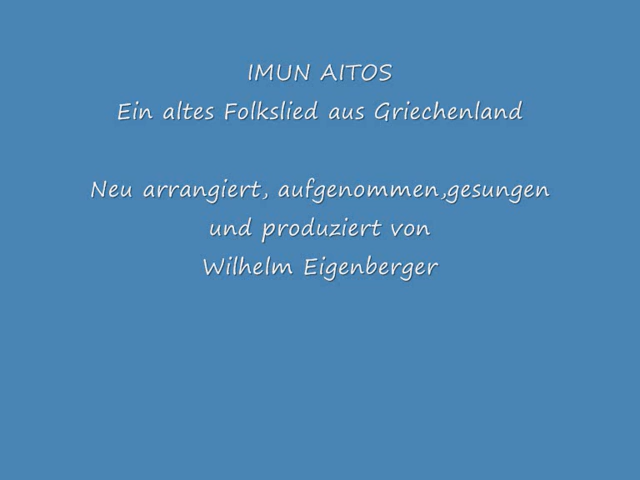 IMUN AITOS
Ein altes Folkslied aus Griechenland
Neu arrangiert, aufgenommen,gesungen
und produziert von
Wilhelm Eigenberger